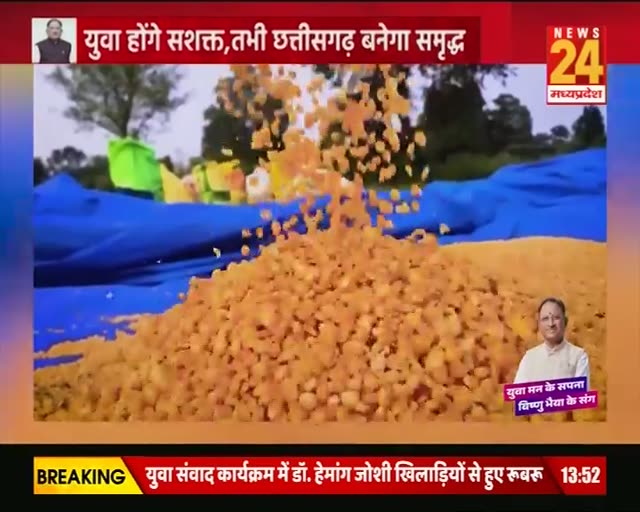 युवा होंगे सशक्त,तभी छत्तीसगढ़ बनेगा समृद्ध
NEWS
24
मध्यप्रदेश
युवा मन के सपना
विष्णु भैया के संग
BREAKING
युवा संवाद कार्यक्रम में डॉ. हेमांग जोशी खिलाड़ियों से हुए रूबरू
13:52